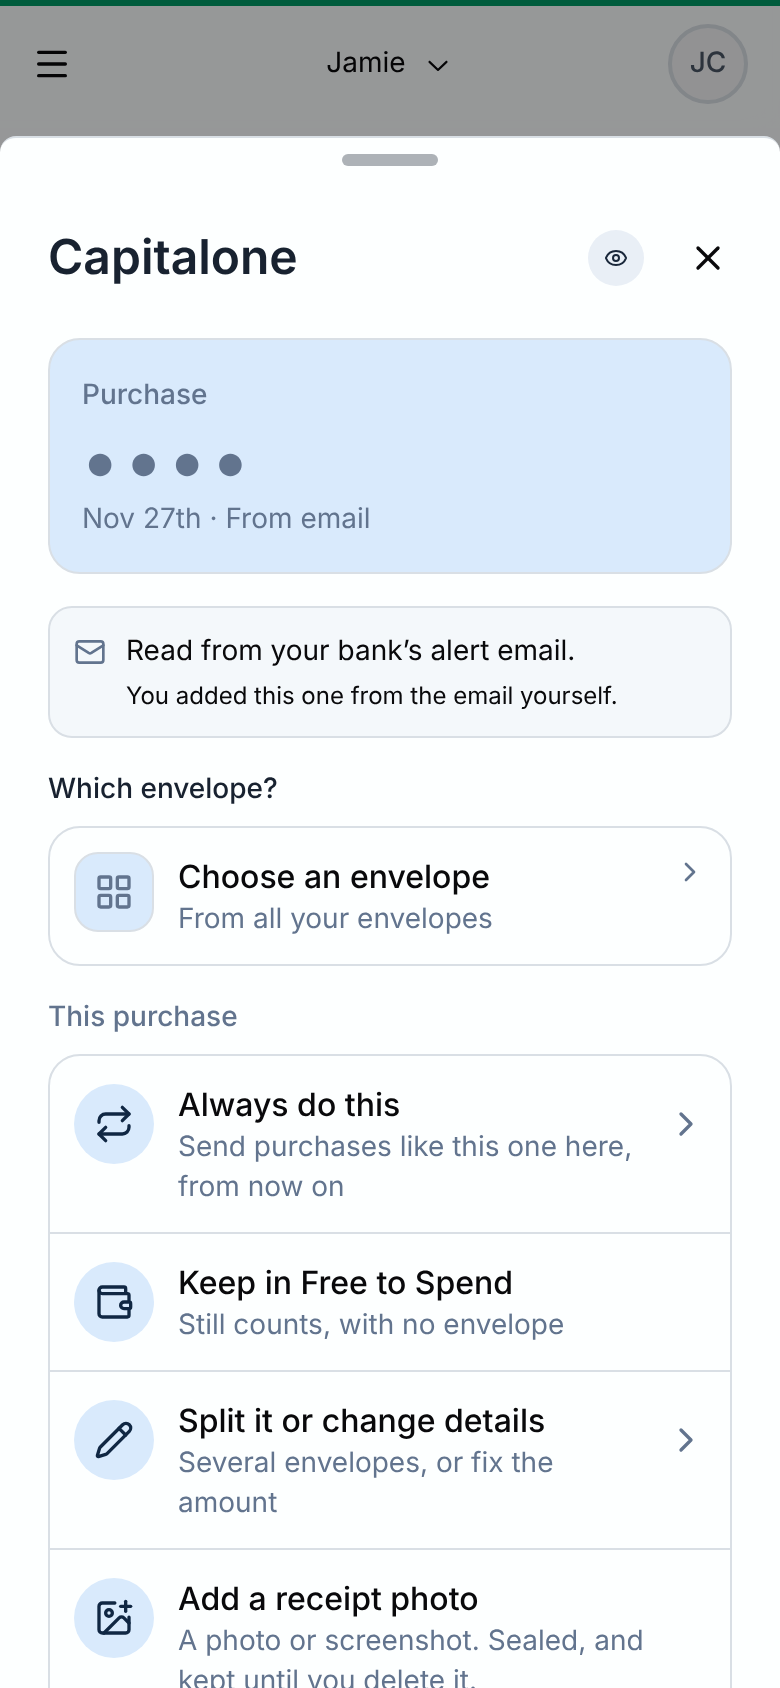 Jamie
JC
Capitalone
Purchase
••••
Nov 27th · From email
Read from your bank’s alert email.
You added this one from the email yourself.
Which envelope?
Choose an envelope
From all your envelopes
This purchase
Always do this
Send purchases like this one here,
from now on
Keep in Free to Spend
Still counts, with no envelope
Split it or change details
Several envelopes, or fix the
amount
Add a receipt photo
A photo or screenshot. Sealed, and
kept until you delete it.